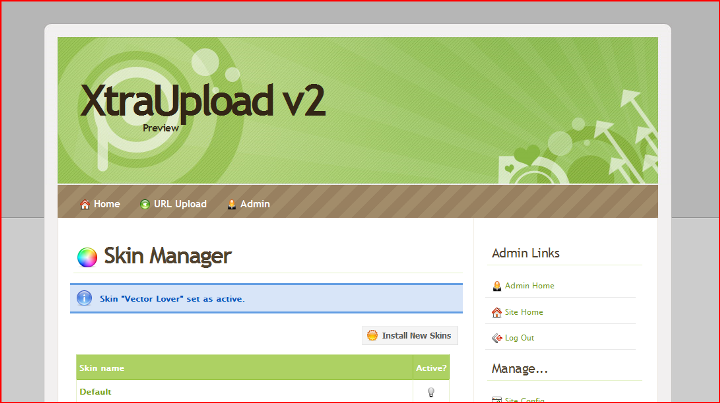 XtraUpload v2
Preview
Home URL Upload Admin
Skin Manager
Skin "Vector Lover" set as active.
Install New Skins
Skin name Active?
Default
Admin Links
Admin Home
Site Home
Log Out
Manage...
Site Config